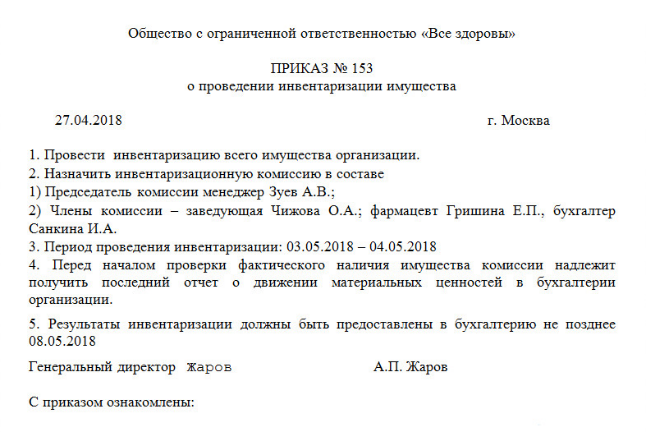 Общество с ограниченной ответственностью «Все здоровы»
ПРИКАЗ № 153
о проведении инвентаризации имущества
27.04.2018 г. Москва
1. Провести инвентаризацию всего имущества организации.
2. Назначить инвентаризационную комиссию в составе
1) Председатель комиссии менеджер Зуев А.В.;
2) Члены комиссии – заведующая Чижова О.А.; фармацевт Гришина Е.П., бухгалтер
Санкина И.А.
3. Период проведения инвентаризации: 03.05.2018 – 04.05.2018
4. Перед началом проверки фактического наличия имущества комиссии надлежит
получить последний отчет о движении материальных ценностей в бухгалтерии
организации.
5. Результаты инвентаризации должны быть предоставлены в бухгалтерию не позднее
08.05.2018
Генеральный директор Жаров А.П. Жаров
С приказом ознакомлены: